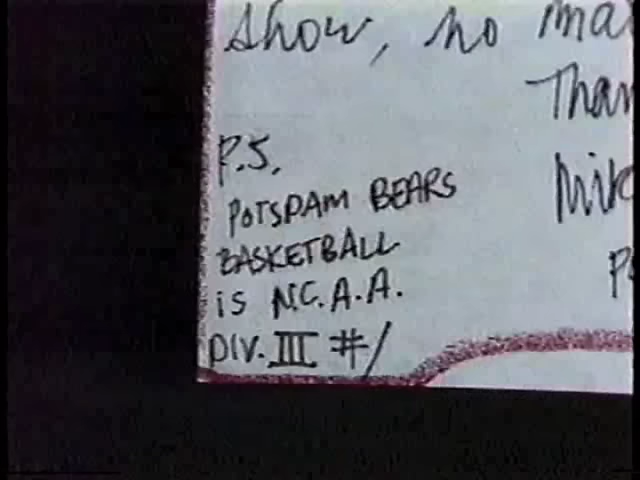 show, no
P.S.
POTSDAM BEARS
BASKETBALL
iS N.C.A.A.
DIV. III #1